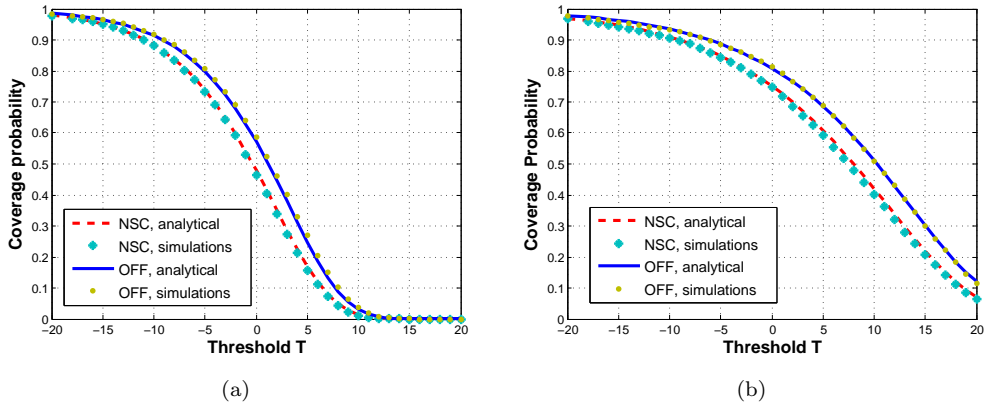 1
0.9
0.8
0.7
0.6
0.5
0.4
0.3
0.2
0.1
0
Coverage probability
NSC, analytical
NSC, simulations
OFF, analytical
OFF, simulations
−20 −15 −10 −5 0 5 10 15 20
Threshold T
(a)
1
0.9
0.8
0.7
0.6
0.5
0.4
0.3
0.2
0.1
0
Coverage Probability
NSC, analytical
NSC, simulations
OFF, analytical
OFF, simulations
−20 −15 −10 −5 0 5 10 15 20
Threshold T
(b)